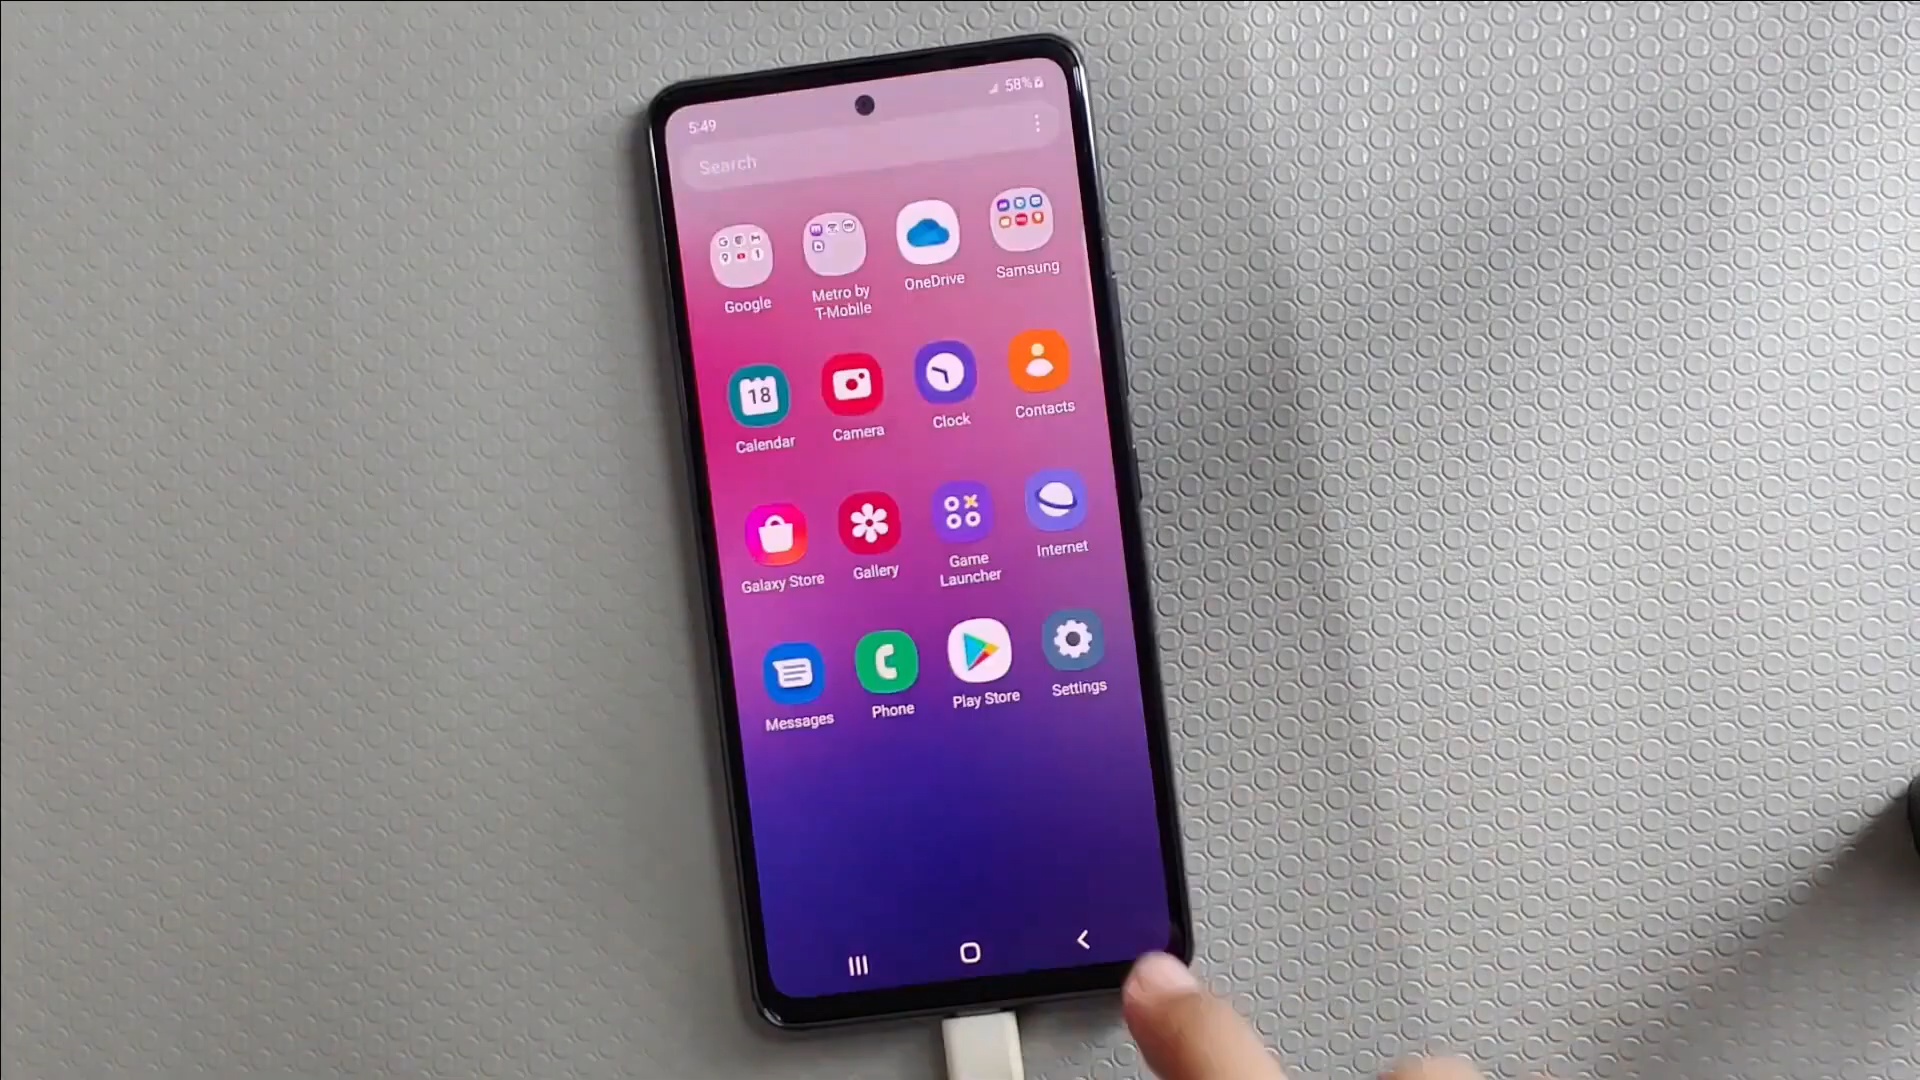 5:49
58%
Search
Google
Metro by
T-Mobile
OneDrive
Samsung
18
Calendar
Camera
Clock
Contacts
Galaxy Store
Gallery
Game
Launcher
Internet
Messages
Phone
Play Store
Settings